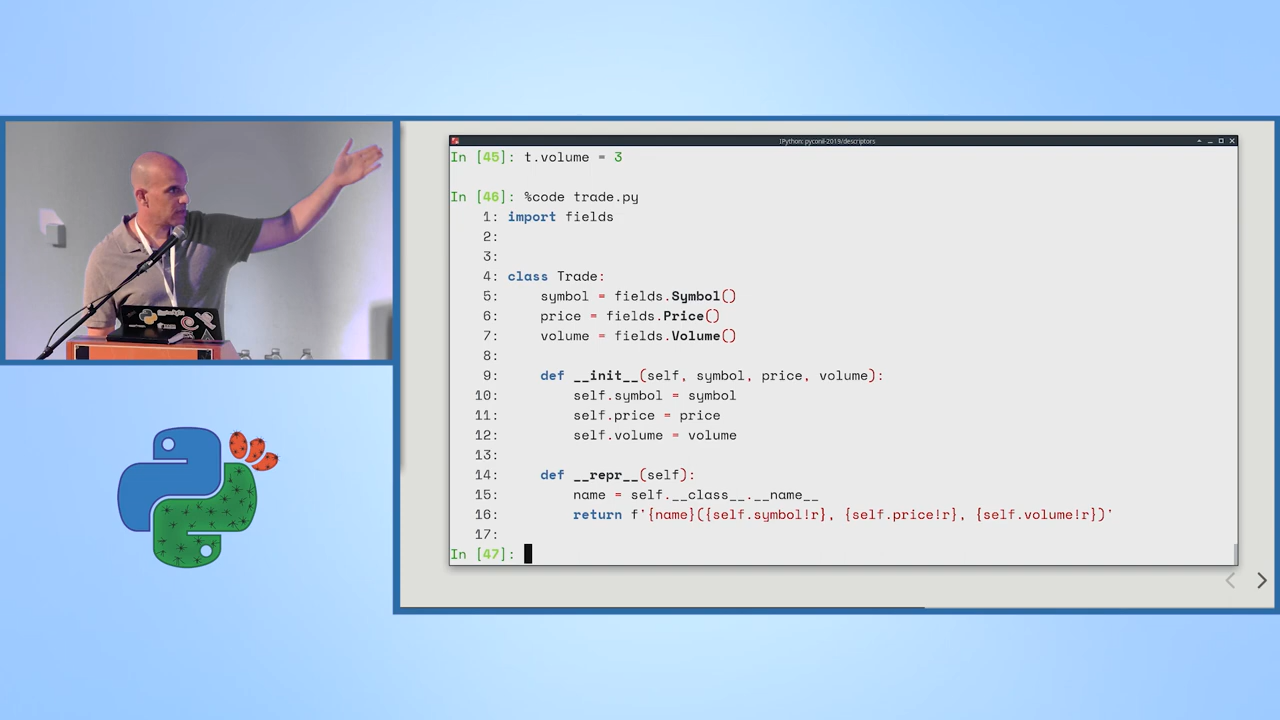 IPython: pyconil-2019/descriptors
In [45]: t.volume = 3
In [46]: %code trade.py
1: import fields
2:
3:
4: class Trade:
5:     symbol = fields.Symbol()
6:     price = fields.Price()
7:     volume = fields.Volume()
8:
9:     def __init__(self, symbol, price, volume):
10:         self.symbol = symbol
11:         self.price = price
12:         self.volume = volume
13:
14:     def __repr__(self):
15:         name = self.__class__.__name__
16:         return f'{name}({self.symbol!r}, {self.price!r}, {self.volume!r})'
17:
In [47]: